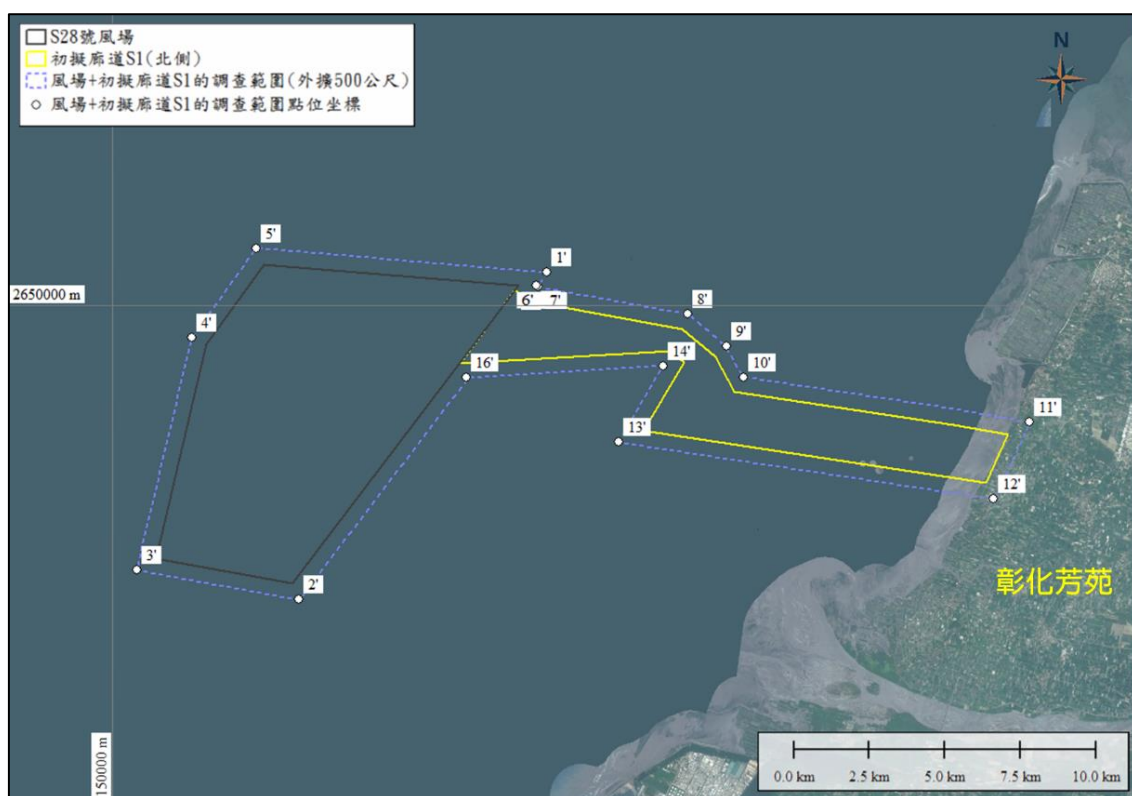 S28號風場
初擬廊道S1(北側)
風場+初擬廊道S1的調查範圍(外擴500公尺)
風場+初擬廊道S1的調查範圍點位坐標
N
5'
1'
2650000 m
6'
7'
8'
4'
9'
16'
14'
10'
11'
13'
12'
3'
2'
彰化芳苑
150000 m
0.0 km
2.5 km
5.0 km
7.5 km
10.0 km